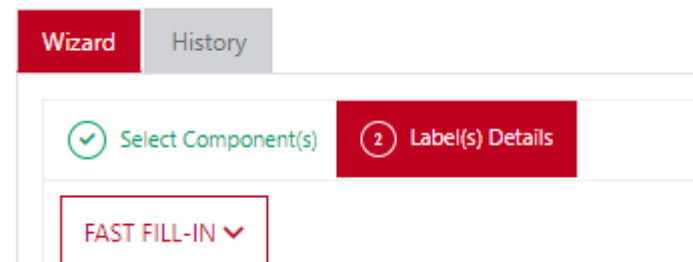 Wizard History
Select Component(s) 2 Label(s) Details
FAST FILL-IN